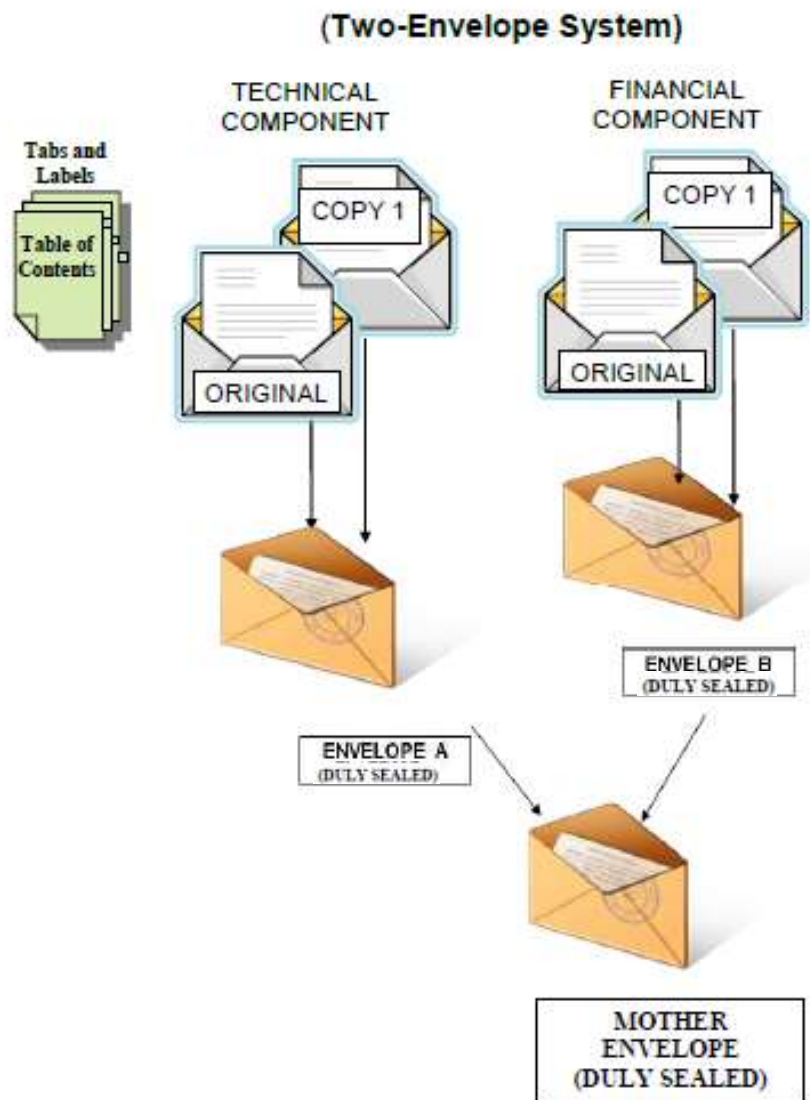 (Two-Envelope System)
TECHNICAL
COMPONENT
FINANCIAL
COMPONENT
Tabs and
Labels
Table of
Contents
COPY 1
ORIGINAL
COPY 1
ORIGINAL
ENVELOPE B
(DULY SEALED)
ENVELOPE A
(DULY SEALED)
MOTHER
ENVELOPE
(DULY SEALED)